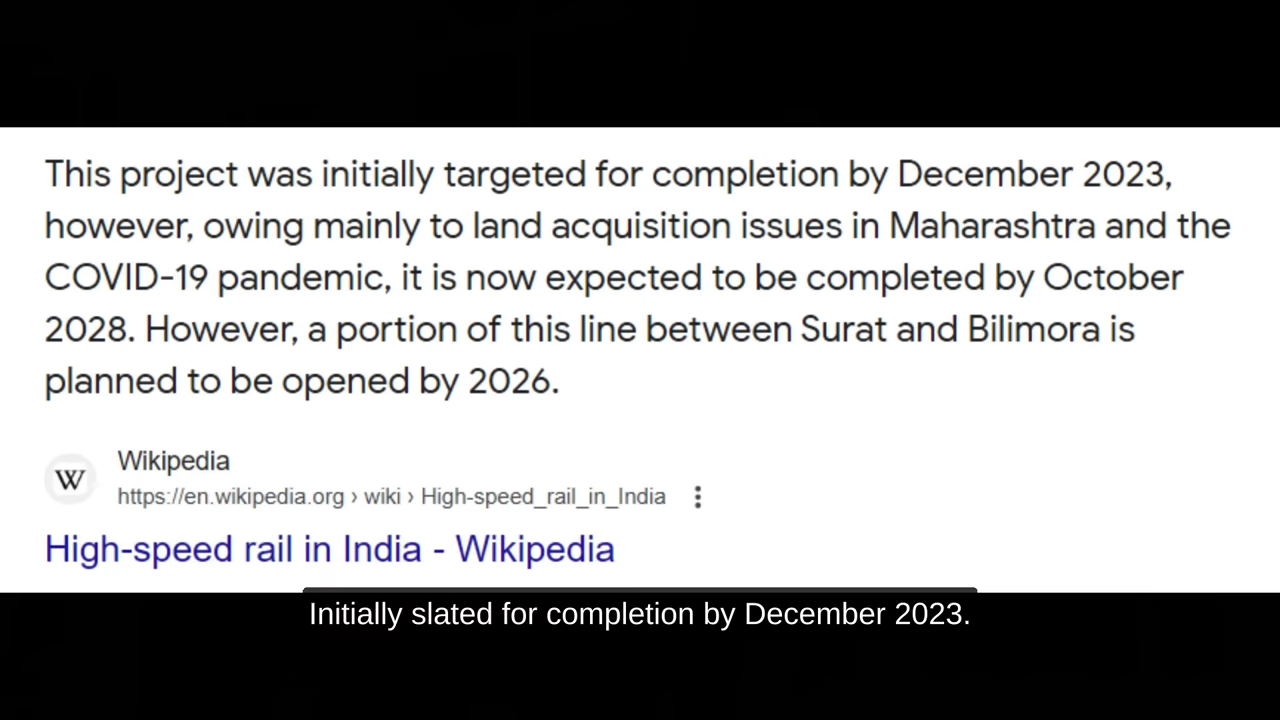 This project was initially targeted for completion by December 2023,
however, owing mainly to land acquisition issues in Maharashtra and the
COVID-19 pandemic, it is now expected to be completed by October
2028. However, a portion of this line between Surat and Bilimora is
planned to be opened by 2026.
W
Wikipedia
https://en.wikipedia.org › wiki › High-speed_rail_in_India
High-speed rail in India - Wikipedia
Initially slated for completion by December 2023.